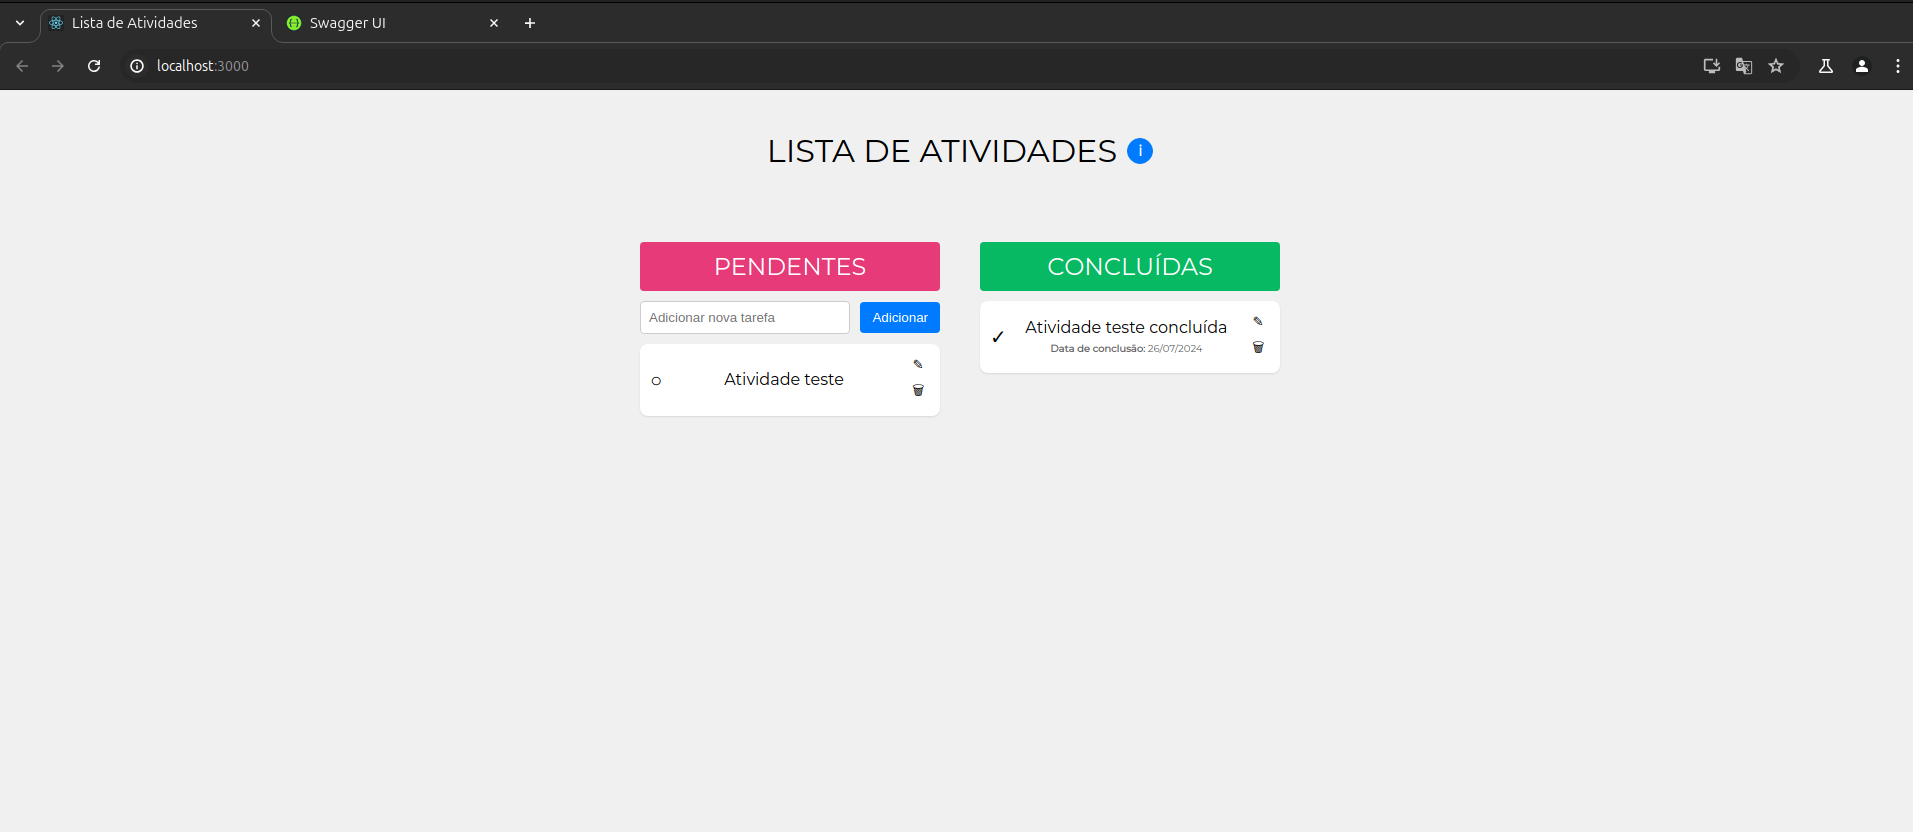 Lista de Atividades
Swagger UI
localhost:3000
LISTA DE ATIVIDADES i
PENDENTES
Adicionar nova tarefa
Adicionar
Atividade teste
CONCLUÍDAS
Atividade teste concluída
Data de conclusão: 26/07/2024